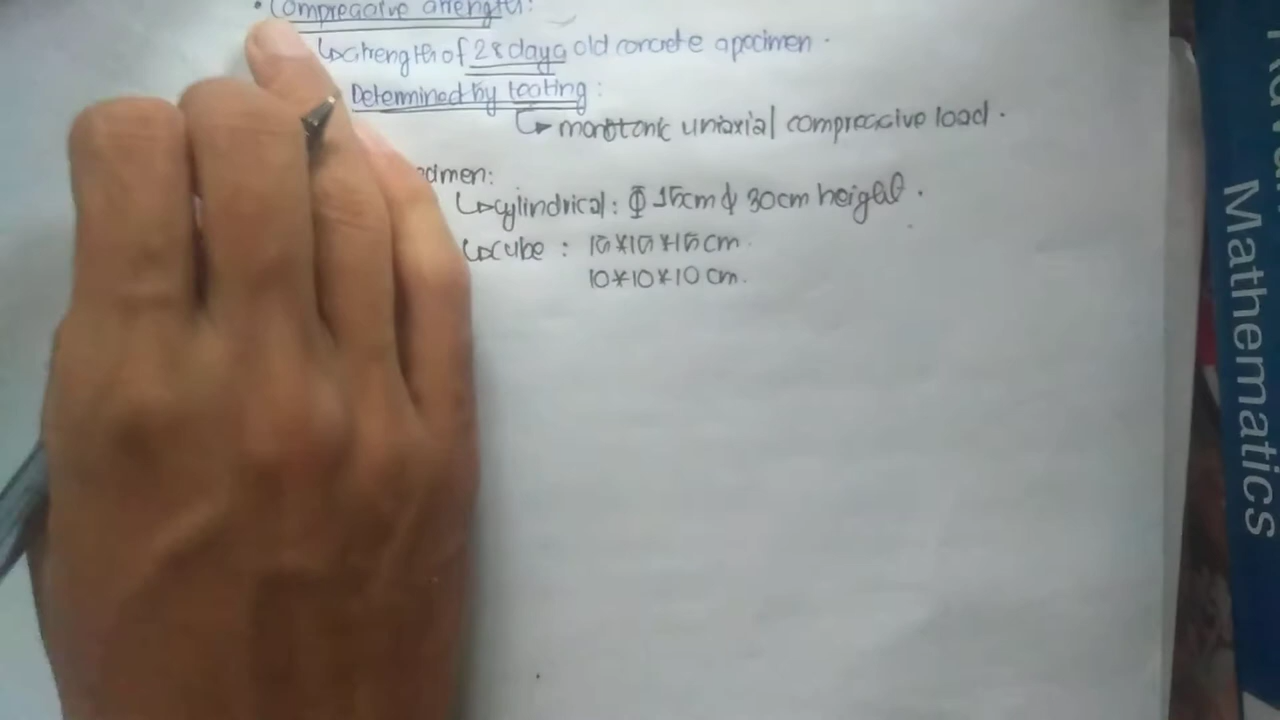 • Compressive strength:
↳ strength of 28 days old concrete specimen.
Determined by testing:
↳ monotonic uniaxial compressive load.
cimen:
↳ cylindrical: Φ 15cm & 30cm height.
↳ cube : 15*15*15 cm.
10*10*10 cm.
Mathematics